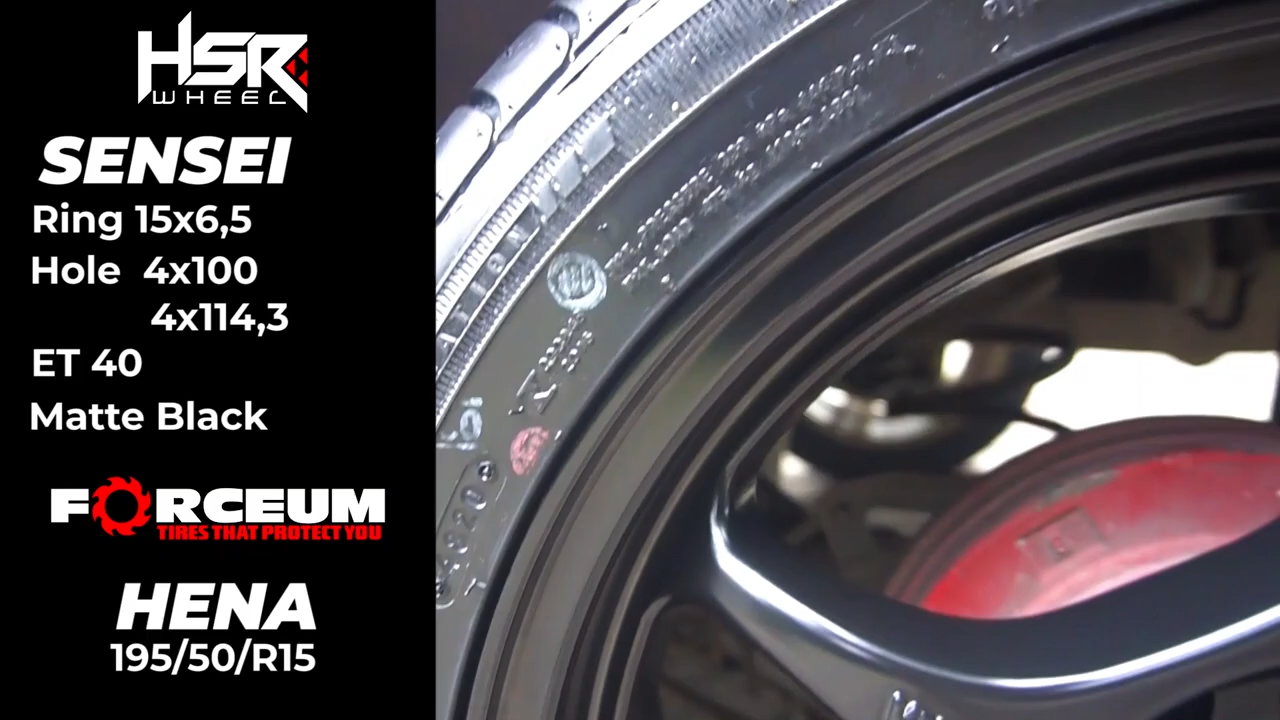 HSR
WHEEL
SENSEI
Ring 15x6,5
Hole 4x100
4x114,3
ET 40
Matte Black
FORCEUM
TIRES THAT PROTECT YOU
HENA
195/50/R15